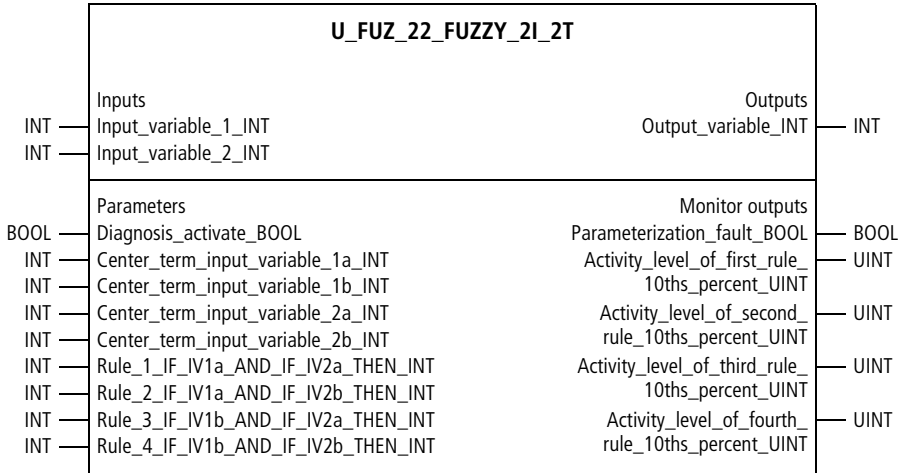 U_FUZ_22_FUZZY_2I_2T
Inputs Outputs
INT Input_variable_1_INT Output_variable_INT INT
INT Input_variable_2_INT
Parameters Monitor outputs
BOOL Diagnosis_activate_BOOL Parameterization_fault_BOOL BOOL
INT Center_term_input_variable_1a_INT Activity_level_of_first_rule_ UINT
INT Center_term_input_variable_1b_INT 10ths_percent_UINT
INT Center_term_input_variable_2a_INT Activity_level_of_second_ UINT
INT Center_term_input_variable_2b_INT rule_10ths_percent_UINT
INT Rule_1_IF_IV1a_AND_IF_IV2a_THEN_INT Activity_level_of_third_rule_ UINT
INT Rule_2_IF_IV1a_AND_IF_IV2b_THEN_INT 10ths_percent_UINT
INT Rule_3_IF_IV1b_AND_IF_IV2a_THEN_INT Activity_level_of_fourth_ UINT
INT Rule_4_IF_IV1b_AND_IF_IV2b_THEN_INT rule_10ths_percent_UINT